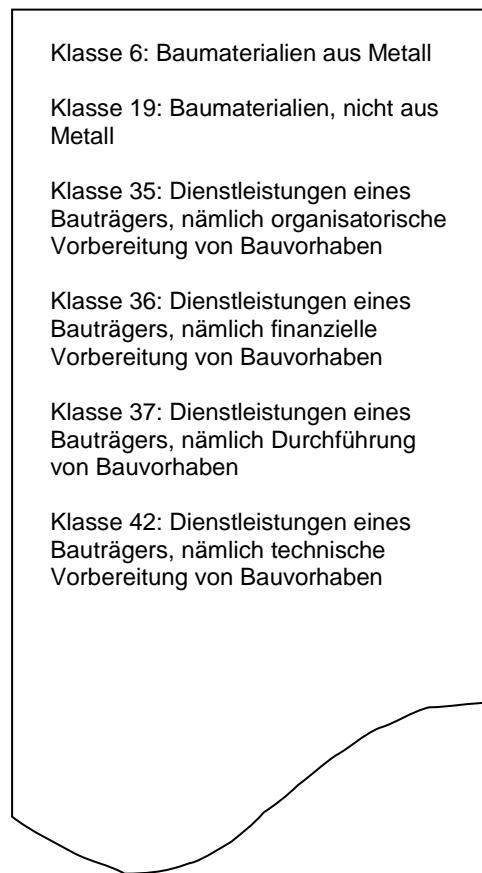 Klasse 6: Baumaterialien aus Metall
Klasse 19: Baumaterialien, nicht aus
Metall
Klasse 35: Dienstleistungen eines
Bauträgers, nämlich organisatorische
Vorbereitung von Bauvorhaben
Klasse 36: Dienstleistungen eines
Bauträgers, nämlich finanzielle
Vorbereitung von Bauvorhaben
Klasse 37: Dienstleistungen eines
Bauträgers, nämlich Durchführung
von Bauvorhaben
Klasse 42: Dienstleistungen eines
Bauträgers, nämlich technische
Vorbereitung von Bauvorhaben